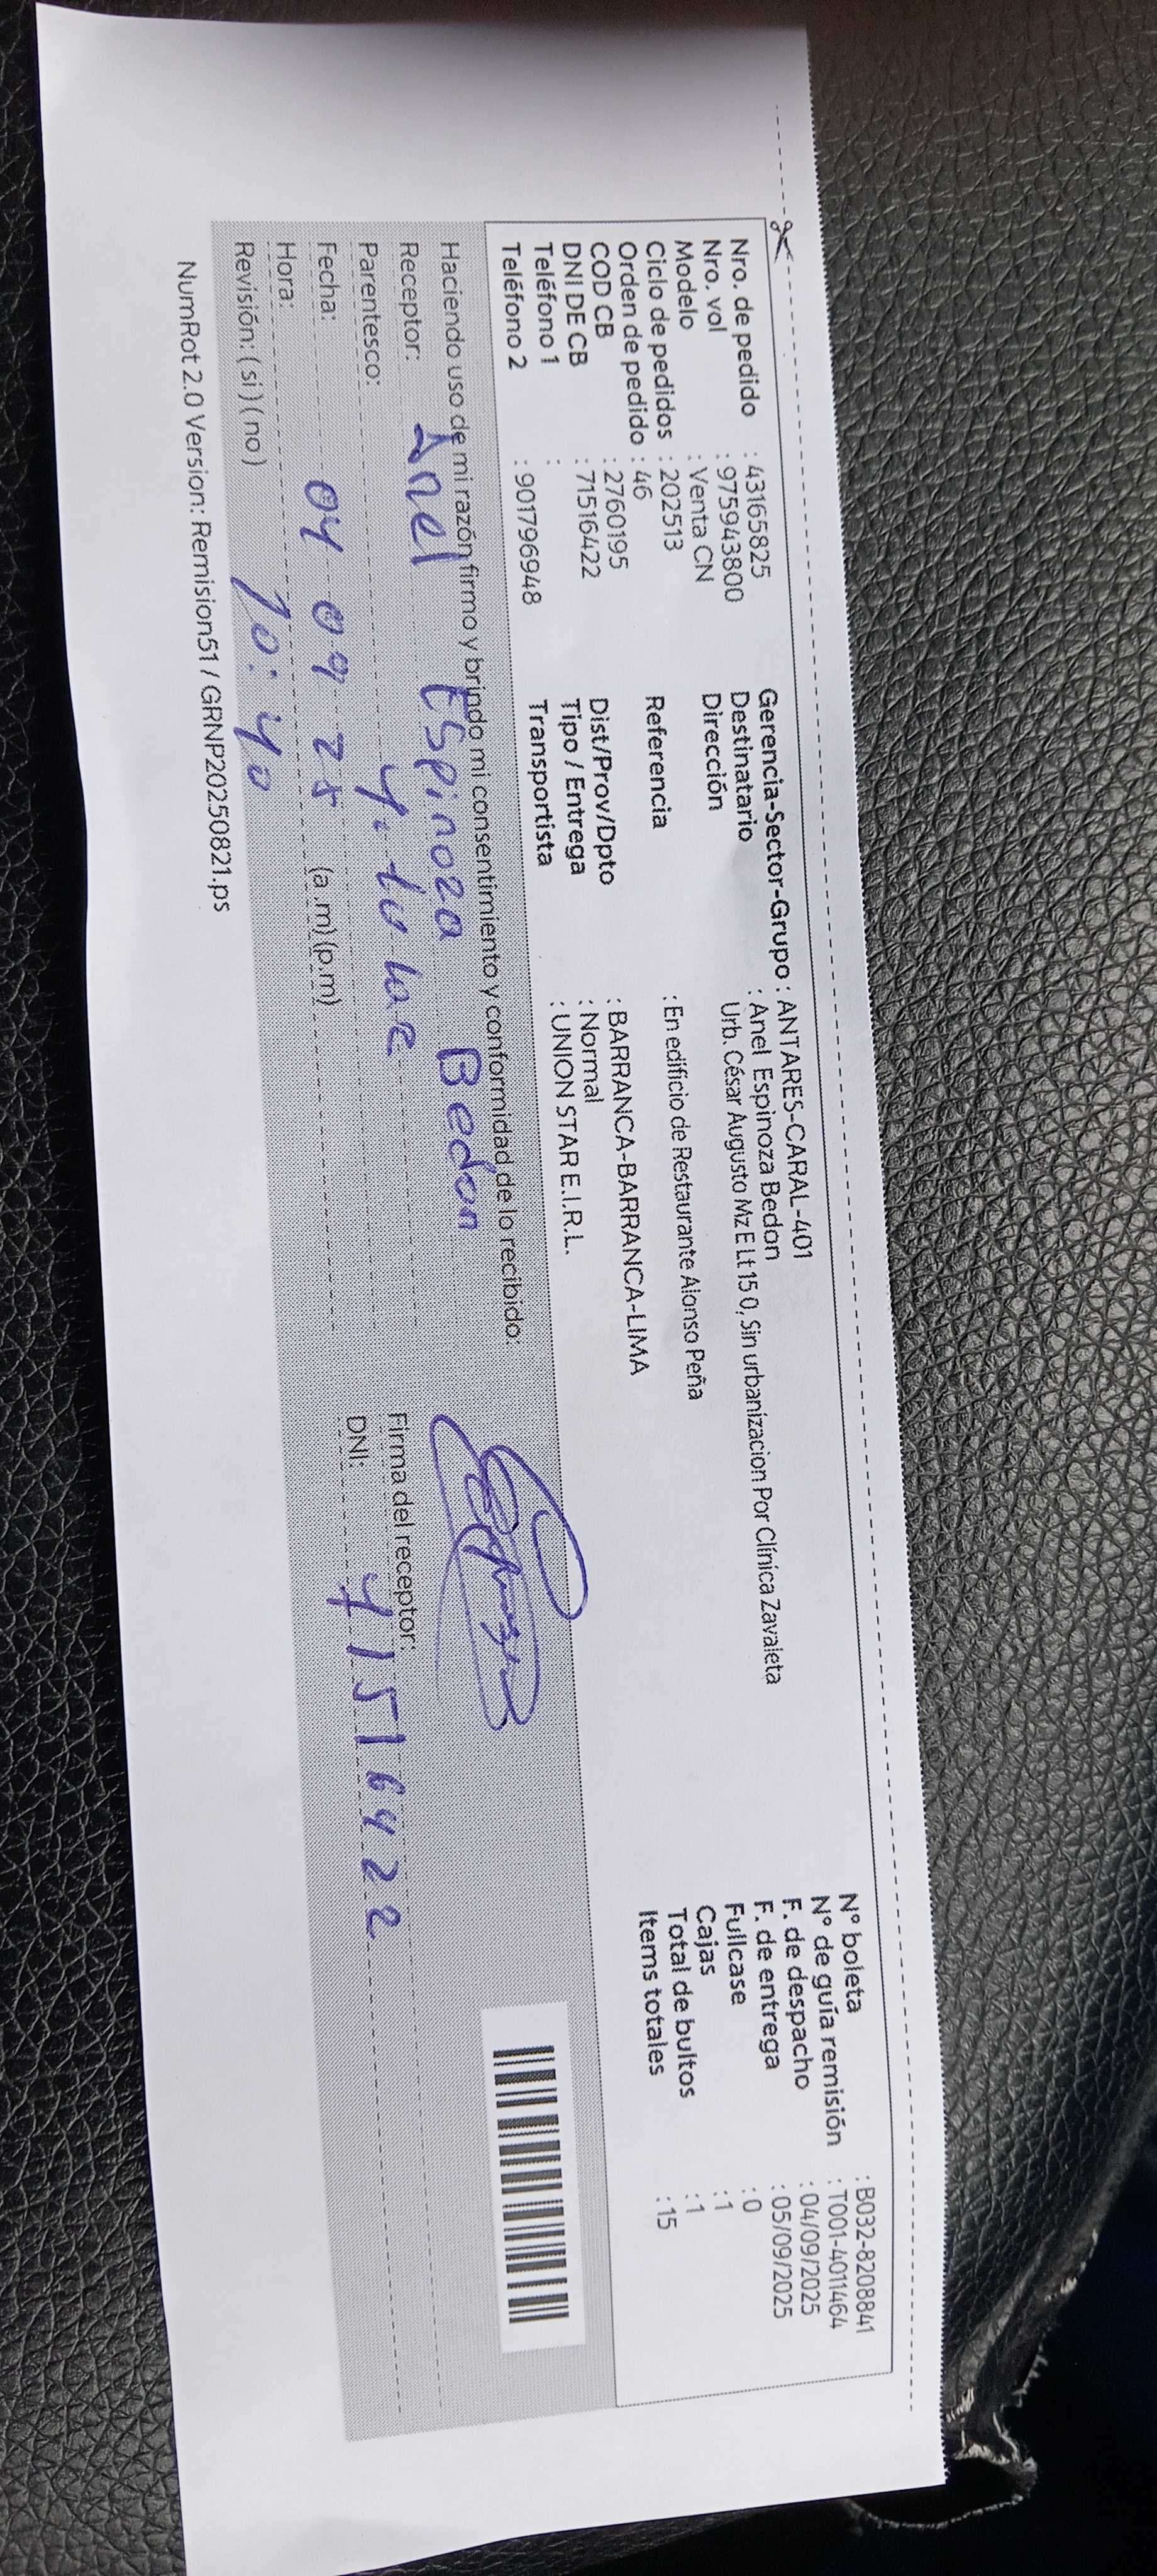 Nro. de pedido : 43165825
Nro. vol : 975943800
Modelo : Venta CN
Ciclo de pedidos : 202513
Orden de pedido : 46
COD CB : 2760195
DNI DE CB : 71516422
Teléfono 1 :
Teléfono 2 : 901796948
Gerencia-Sector-Grupo : ANTARES-CARAL-401
Destinatario : Anel Espinoza Bedon
Dirección Urb. César Augusto Mz E Lt 15 0, Sin urbanizacion Por Clínica Zavaleta
Referencia : En edificio de Restaurante Alonso Peña
Dist/Prov/Dpto : BARRANCA-BARRANCA-LIMA
Tipo / Entrega : Normal
Transportista : UNION STAR E.I.R.L.
N° boleta : B032-8208841
N° de guía remisión : T001-4011464
F. de despacho : 04/09/2025
F. de entrega : 05/09/2025
Fullcase : 0
Cajas : 1
Total de bultos : 1
Items totales : 15
Haciendo uso de mi razón firmo y brindo mi consentimiento y conformidad de lo recibido:
Receptor: Anel Espinoza Bedon
Parentesco:
Fecha: 04 09 25
Hora: 10:40 (a.m) (p.m)
Revisión: (si) (no)
Firma del receptor:
DNI: 71516422
NumRot 2.0 Version: Remision51 / GRNP20250821.ps